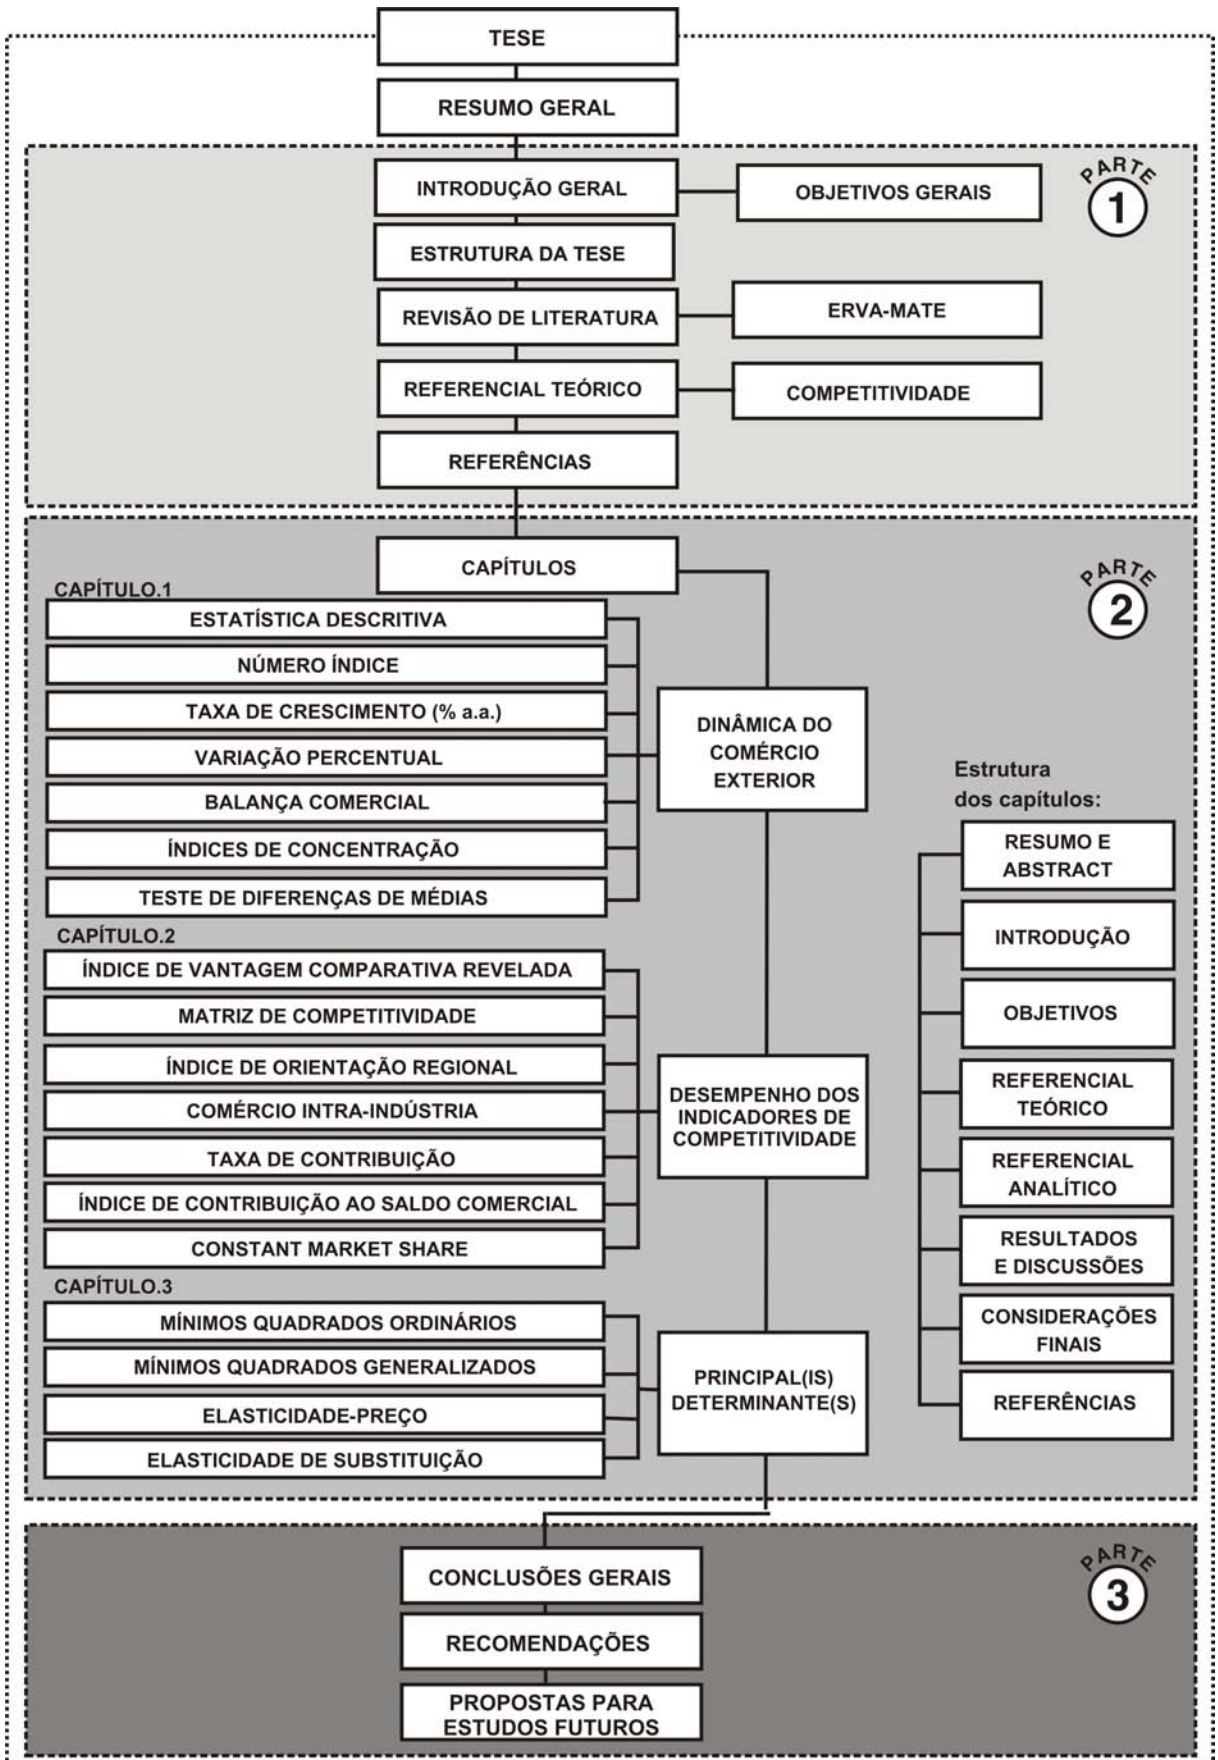 TESE
RESUMO GERAL
PARTE
1
INTRODUÇÃO GERAL
OBJETIVOS GERAIS
ESTRUTURA DA TESE
REVISÃO DE LITERATURA
ERVA-MATE
REFERENCIAL TEÓRICO
COMPETITIVIDADE
REFERÊNCIAS
PARTE
2
CAPÍTULOS
CAPÍTULO.1
ESTATÍSTICA DESCRITIVA
NÚMERO ÍNDICE
TAXA DE CRESCIMENTO (% a.a.)
VARIAÇÃO PERCENTUAL
BALANÇA COMERCIAL
ÍNDICES DE CONCENTRAÇÃO
TESTE DE DIFERENÇAS DE MÉDIAS
DINÂMICA DO
COMÉRCIO
EXTERIOR
CAPÍTULO.2
ÍNDICE DE VANTAGEM COMPARATIVA REVELADA
MATRIZ DE COMPETITIVIDADE
ÍNDICE DE ORIENTAÇÃO REGIONAL
COMÉRCIO INTRA-INDÚSTRIA
TAXA DE CONTRIBUIÇÃO
ÍNDICE DE CONTRIBUIÇÃO AO SALDO COMERCIAL
CONSTANT MARKET SHARE
DESEMPENHO DOS
INDICADORES DE
COMPETITIVIDADE
CAPÍTULO.3
MÍNIMOS QUADRADOS ORDINÁRIOS
MÍNIMOS QUADRADOS GENERALIZADOS
ELASTICIDADE-PREÇO
ELASTICIDADE DE SUBSTITUIÇÃO
PRINCIPAL(IS)
DETERMINANTE(S)
Estrutura
dos capítulos:
RESUMO E
ABSTRACT
INTRODUÇÃO
OBJETIVOS
REFERENCIAL
TEÓRICO
REFERENCIAL
ANALÍTICO
RESULTADOS
E DISCUSSÕES
CONSIDERAÇÕES
FINAIS
REFERÊNCIAS
PARTE
3
CONCLUSÕES GERAIS
RECOMENDAÇÕES
PROPOSTAS PARA
ESTUDOS FUTUROS